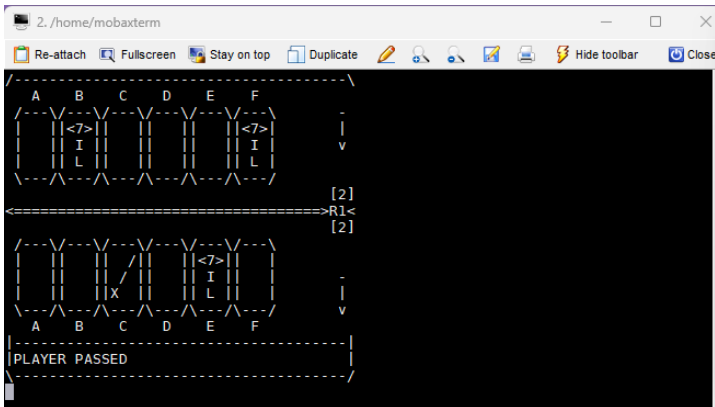 2. /home/mobaxterm
Re-attach Fullscreen Stay on top Duplicate Hide toolbar Close
/--------------------------------------\
   A    B    C    D    E    F
 /---\/---\/---\/---\/---\/---\       -
 |   ||<7>||   ||   ||   ||<7>|       |
 |   || I ||   ||   ||   || I |       v
 |   || L ||   ||   ||   || L |
 \---/\---/\---/\---/\---/\---/
                                     [2]
<===================================>R1<
                                     [2]
 /---\/---\/---\/---\/---\/---\
 |   ||   ||  /||   ||<7>||   |
 |   ||   || / ||   || I ||   |       -
 |   ||   ||X  ||   || L ||   |       |
 \---/\---/\---/\---/\---/\---/       v
   A    B    C    D    E    F
|--------------------------------------|
|PLAYER PASSED                         |
\--------------------------------------/